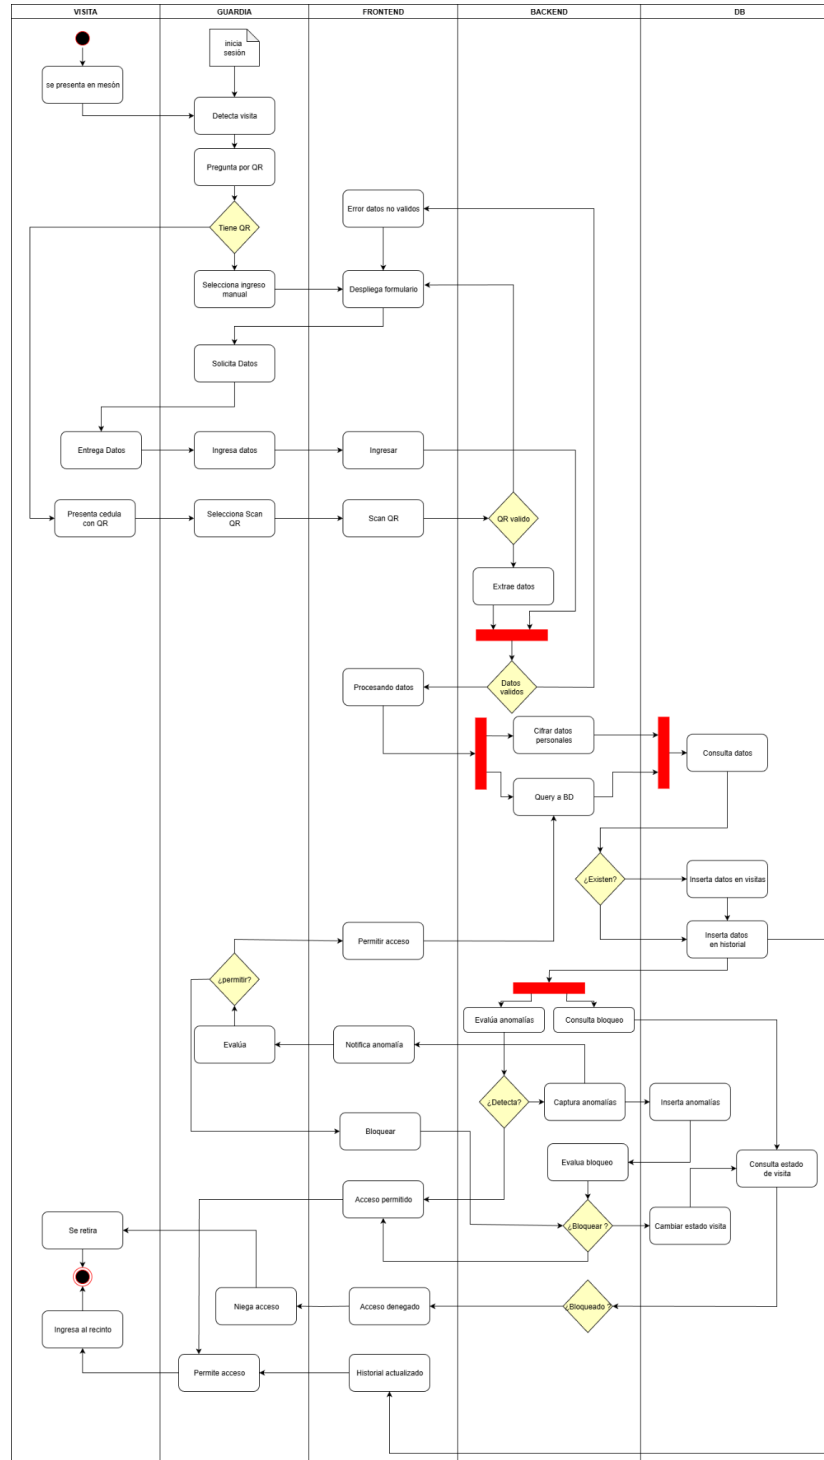 VISITA
GUARDIA
FRONTEND
BACKEND
DB
inicia
sesión
se presenta en mesón
Detecta visita
Pregunta por QR
Error datos no validos
Tiene QR
Selecciona ingreso
manual
Despliega formulario
Solicita Datos
Entrega Datos
Ingresa datos
Ingresar
Presenta cedula
con QR
Selecciona Scan
QR
Scan QR
QR valido
Extrae datos
Procesando datos
Datos
validos
Cifrar datos
personales
Consulta datos
Query a BD
¿Existen?
Inserta datos en visitas
Permitir acceso
Inserta datos
en historial
¿permitir?
Evalúa anomalías
Consulta bloqueo
Evalúa
Notifica anomalía
¿Detecta?
Captura anomalías
Inserta anomalías
Bloquear
Evalua bloqueo
Consulta estado
de visita
Acceso permitido
Se retira
¿Bloquear ?
Cambiar estado visita
Niega acceso
Acceso denegado
¿Bloqueado ?
Ingresa al recinto
Permite acceso
Historial actualizado